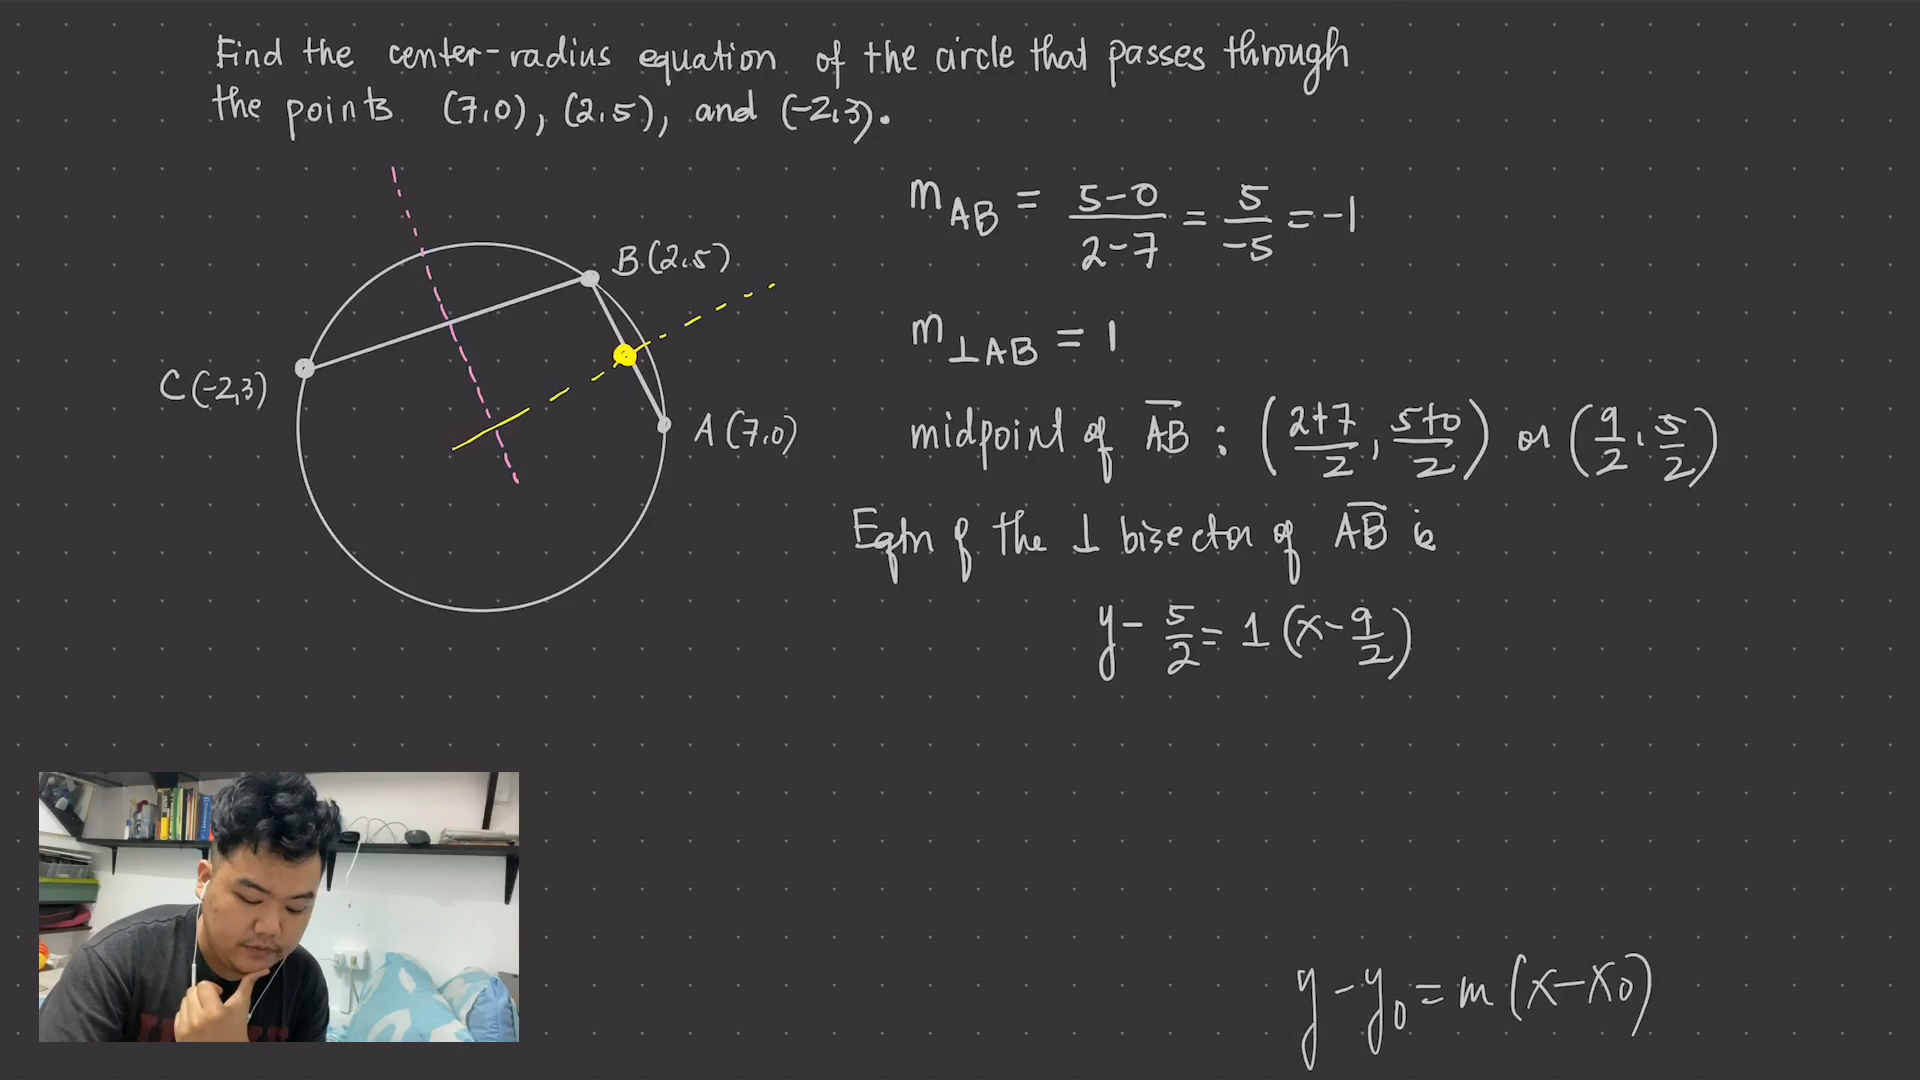 Find the center-radius equation of the circle that passes through
the points (7,0), (2,5), and (-2,3).
B(2,5)
C(-2,3)
A(7,0)
m_AB = (5-0)/(2-7) = 5/(-5) = -1
m_⊥AB = 1
midpoint of AB̅ : ((2+7)/2, (5+0)/2) or (9/2, 5/2)
Eqtn of the ⊥ bisector of AB̅ is
y - 5/2 = 1(x - 9/2)
y - y₀ = m(x - x₀)